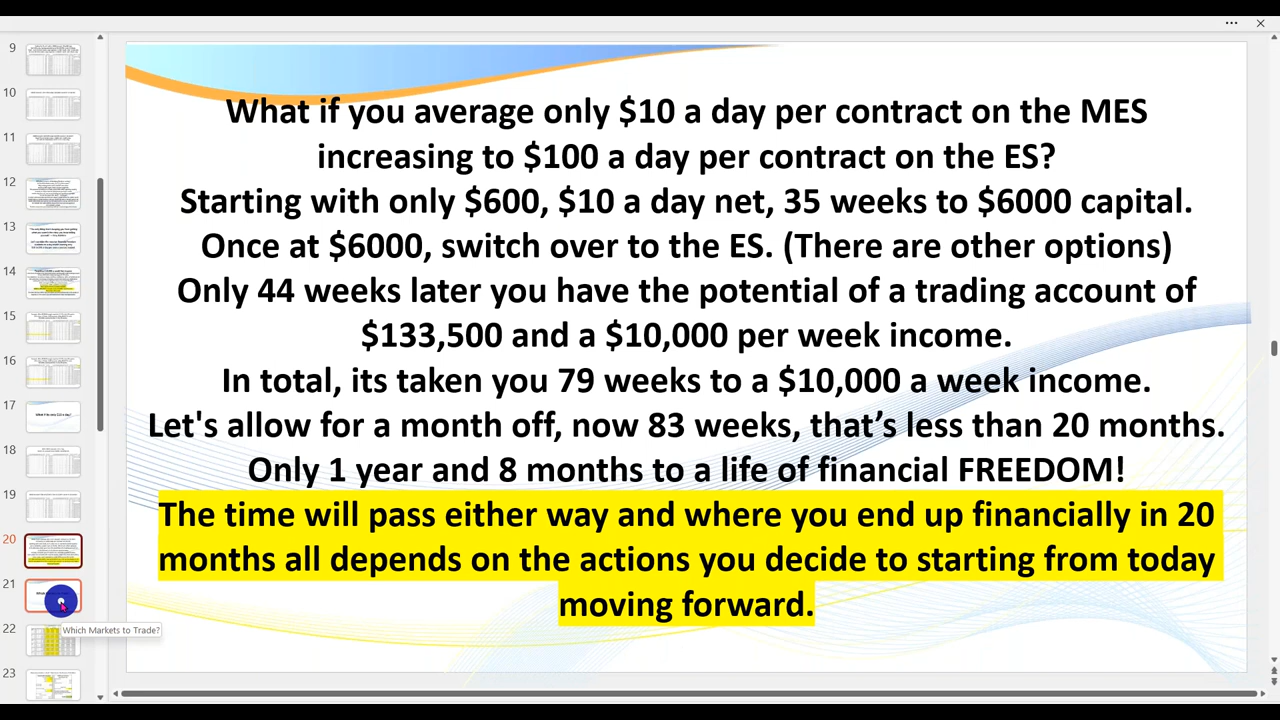 What if you average only $10 a day per contract on the MES
increasing to $100 a day per contract on the ES?
Starting with only $600, $10 a day net, 35 weeks to $6000 capital.
Once at $6000, switch over to the ES. (There are other options)
Only 44 weeks later you have the potential of a trading account of
$133,500 and a $10,000 per week income.
In total, its taken you 79 weeks to a $10,000 a week income.
Let's allow for a month off, now 83 weeks, that’s less than 20 months.
Only 1 year and 8 months to a life of financial FREEDOM!
The time will pass either way and where you end up financially in 20
months all depends on the actions you decide to starting from today
moving forward.
9
10
11
12
13
14
15
16
17
18
19
20
21
Which Markets to Trade?
22
23